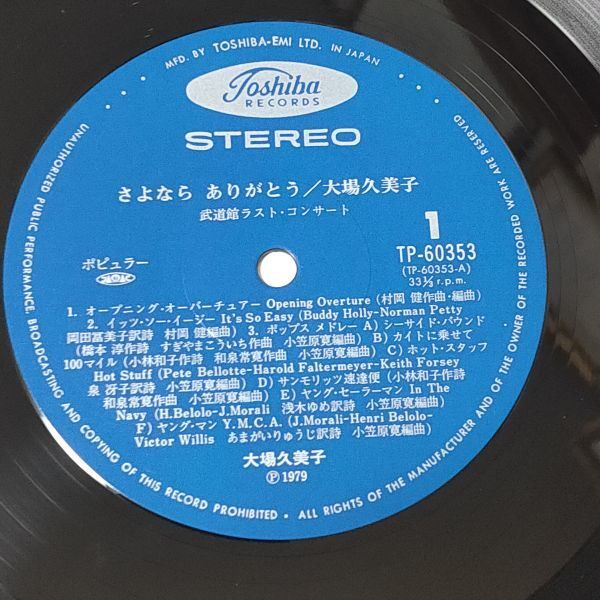 MFD. BY TOSHIBA-EMI LTD. IN JAPAN
Toshiba
RECORDS
STEREO
さよなら ありがとう/大場久美子
武道館ラスト・コンサート
1
ポピュラー
TP-60353
(TP-60353-A)
33⅓ r.p.m.
1. オープニング・オーバーチュアー Opening Overture (村岡 健作曲・編曲)
2. イッツ・ソー・イージー It's So Easy (Buddy Holly-Norman Petty
岡田冨美子訳詩 村岡 健編曲) 3. ポップス メドレー A) シーサイド・バウンド
(橋本 淳作詩 すぎやまこういち作曲 小笠原寛編曲) B) カイトに乗せて
100マイル (小林和子作詩 和泉常寛作曲 小笠原寛編曲) C) ホット・スタッフ
Hot Stuff (Pete Bellotte-Harold Faltermeyer-Keith Forsey
泉 冴子訳詩 小笠原寛編曲) D) サンモリッツ速達便 (小林和子作詩
和泉常寛作曲 小笠原寛編曲) E) ヤング・セーラーマン In The
Navy (H.Belolo-J.Morali 浅木ゆめ訳詩 小笠原寛編曲)
F) ヤング・マン Y.M.C.A. (J.Morali-Henri Belolo-
Victor Willis あまがいりゅうじ訳詩 小笠原寛編曲)
大場久美子
Ⓟ 1979
UNAUTHORIZED PUBLIC PERFORMANCE, BROADCASTING AND COPYING OF THIS RECORD PROHIBITED • ALL RIGHTS OF THE MANUFACTURER AND OF THE OWNER OF THE RECORDED WORK ARE RESERVED